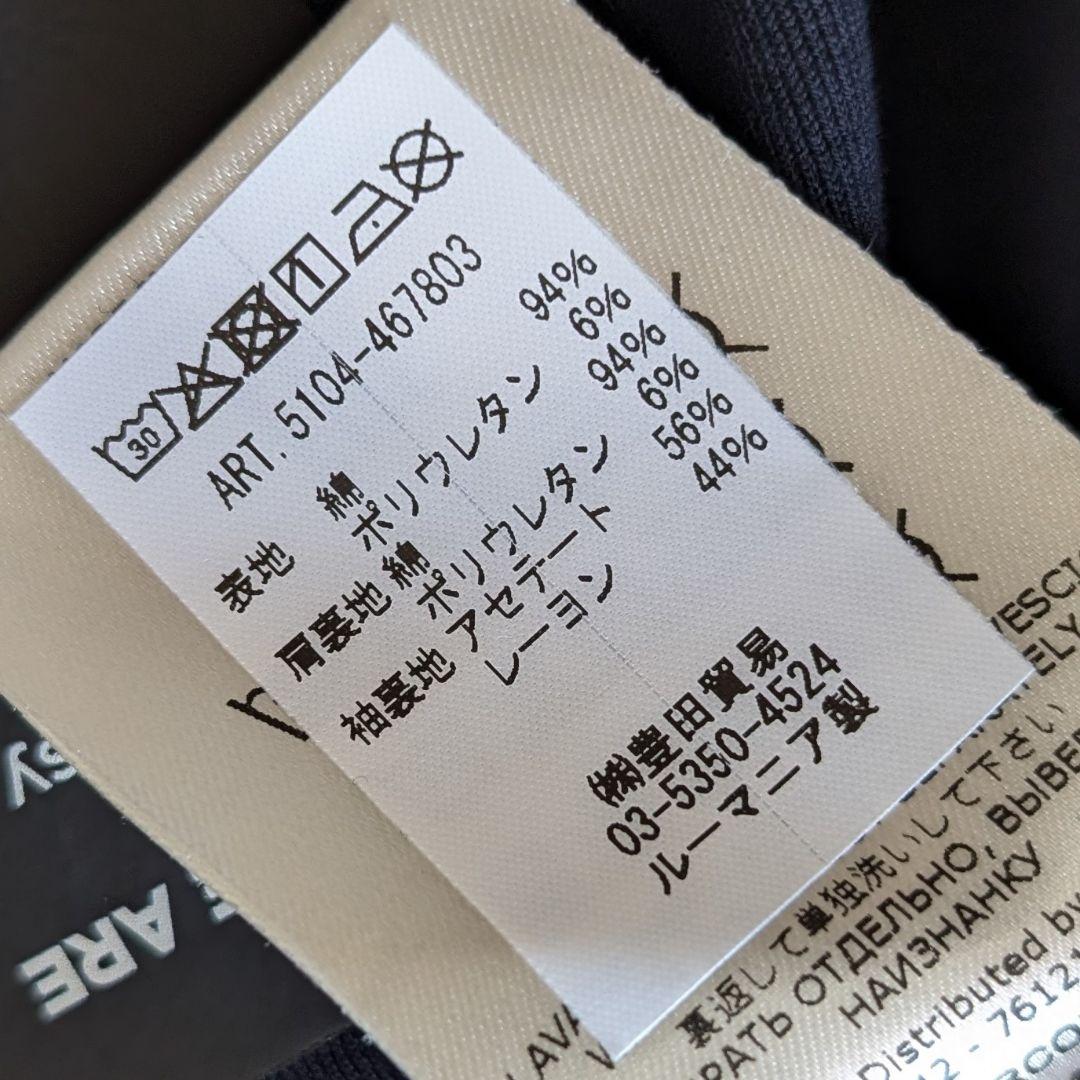 30
ART. 5104-467803
表地 綿 94%
ポリウレタン 6%
肩裏地 綿 94%
ポリウレタン 6%
袖裏地 アセテート 56%
レーヨン 44%
㈱豊田貿易
03-5350-4524
ルーマニア製
裏返して単独洗いして下さい
ОТДЕЛЬНО,
НАИЗНАНКУ
Distributed by
ARE